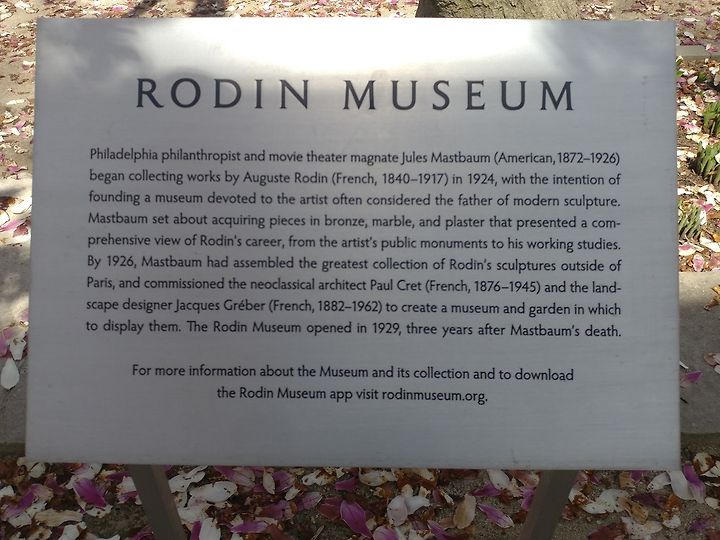 RODIN MUSEUM
Philadelphia philanthropist and movie theater magnate Jules Mastbaum (American, 1872–1926)
began collecting works by Auguste Rodin (French, 1840–1917) in 1924, with the intention of
founding a museum devoted to the artist often considered the father of modern sculpture.
Mastbaum set about acquiring pieces in bronze, marble, and plaster that presented a com-
prehensive view of Rodin's career, from the artist's public monuments to his working studies.
By 1926, Mastbaum had assembled the greatest collection of Rodin's sculptures outside of
Paris, and commissioned the neoclassical architect Paul Cret (French, 1876–1945) and the land-
scape designer Jacques Gréber (French, 1882–1962) to create a museum and garden in which
to display them. The Rodin Museum opened in 1929, three years after Mastbaum's death.
For more information about the Museum and its collection and to download
the Rodin Museum app visit rodinmuseum.org.